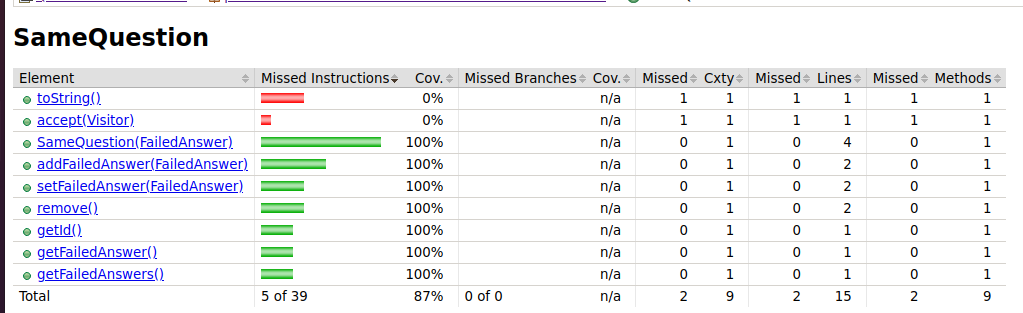 SameQuestion
Element Missed Instructions Cov. Missed Branches Cov. Missed Cxty Missed Lines Missed Methods
toString() 0% n/a 1 1 1 1 1 1
accept(Visitor) 0% n/a 1 1 1 1 1 1
SameQuestion(FailedAnswer) 100% n/a 0 1 0 4 0 1
addFailedAnswer(FailedAnswer) 100% n/a 0 1 0 2 0 1
setFailedAnswer(FailedAnswer) 100% n/a 0 1 0 2 0 1
remove() 100% n/a 0 1 0 2 0 1
getId() 100% n/a 0 1 0 1 0 1
getFailedAnswer() 100% n/a 0 1 0 1 0 1
getFailedAnswers() 100% n/a 0 1 0 1 0 1
Total 5 of 39 87% 0 of 0 n/a 2 9 2 15 2 9